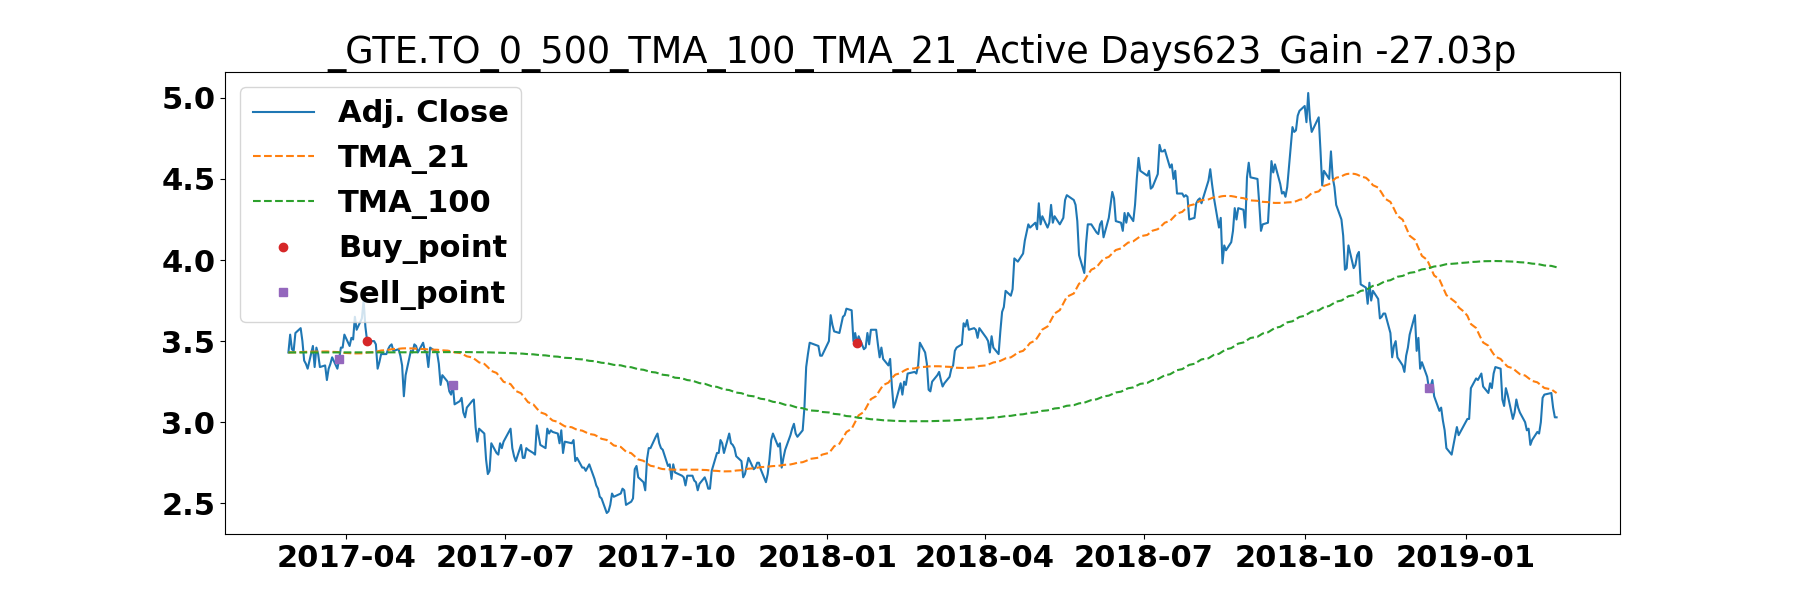 _GTE.TO_0_500_TMA_100_TMA_21_Active Days623_Gain -27.03p
5.0
4.5
4.0
3.5
3.0
2.5
Adj. Close
TMA_21
TMA_100
Buy_point
Sell_point
2017-04 2017-07 2017-10 2018-01 2018-04 2018-07 2018-10 2019-01